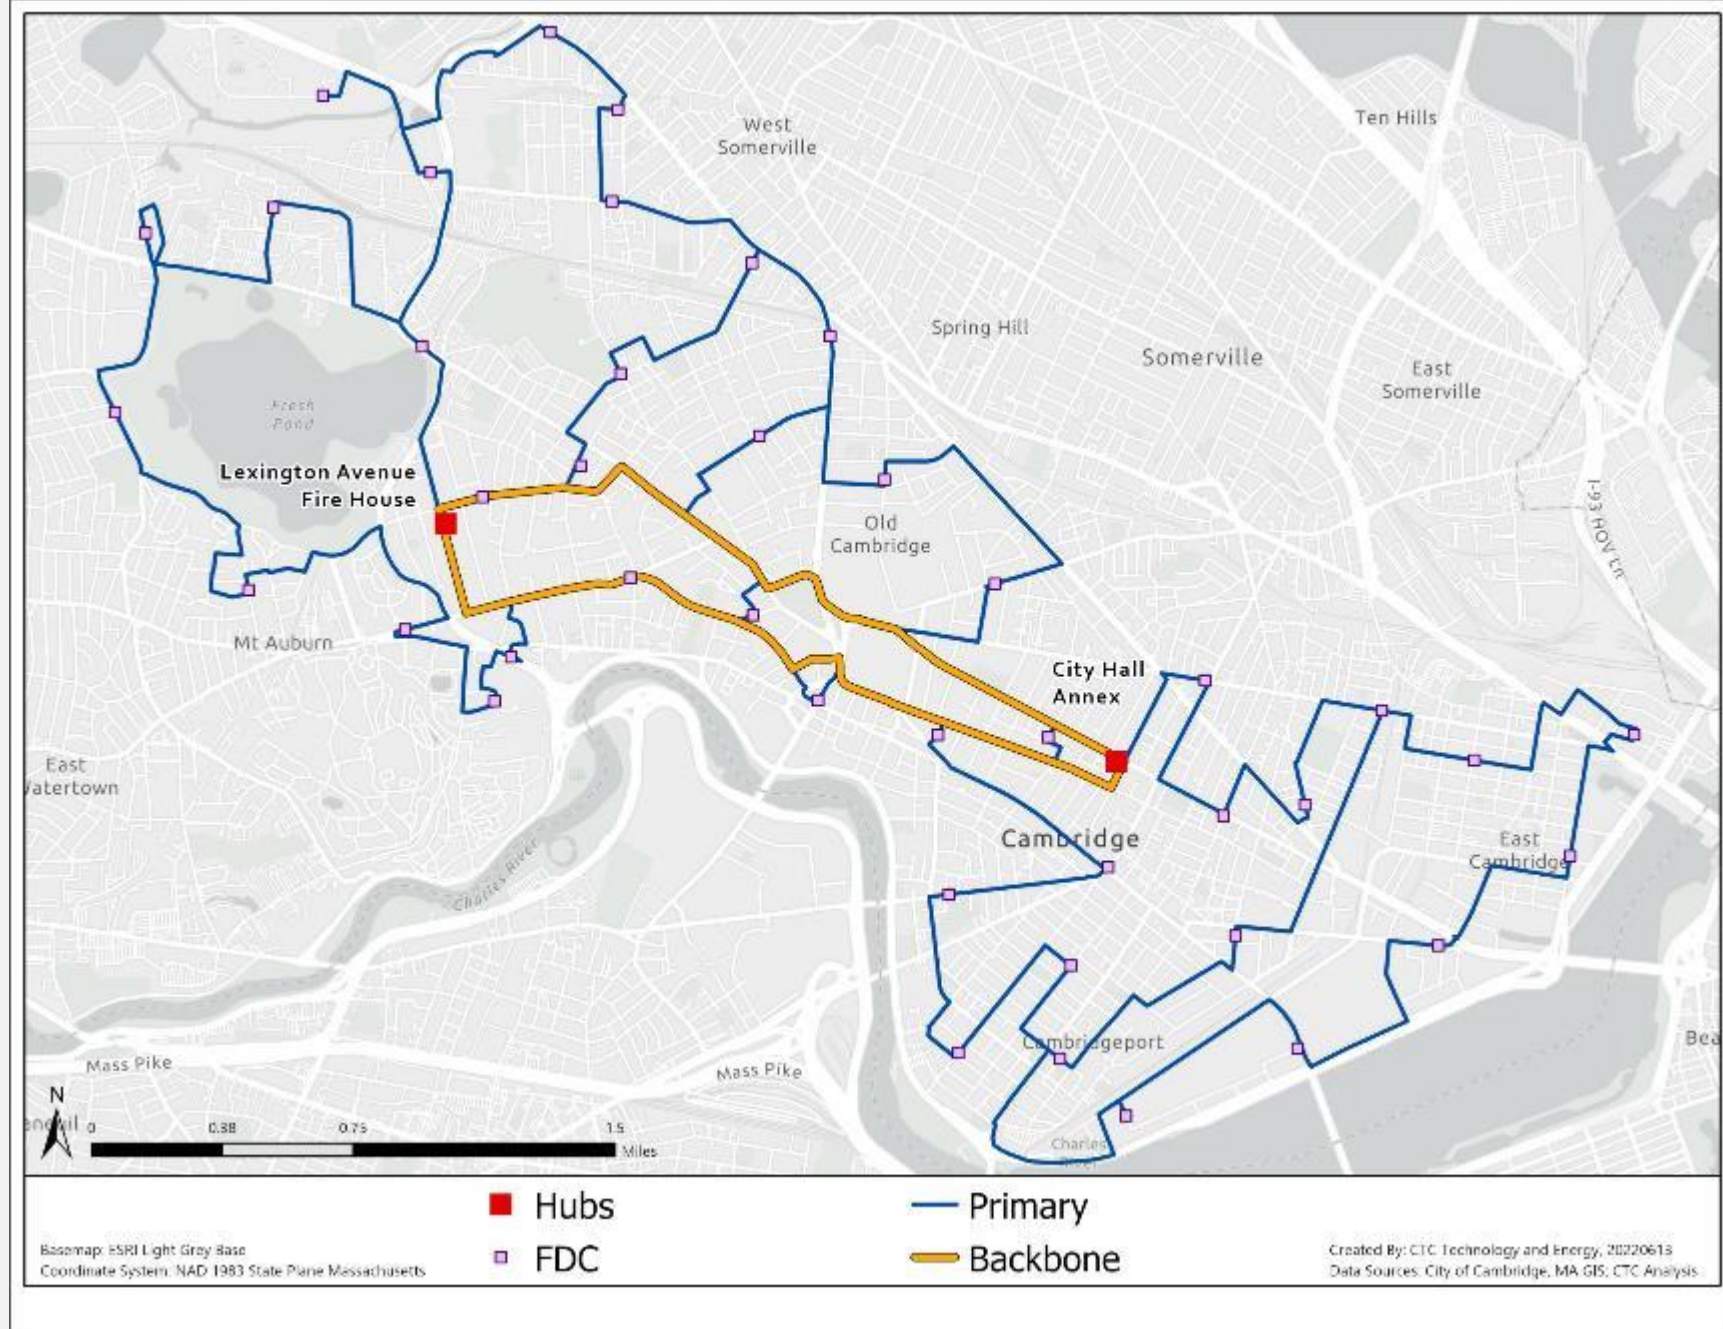 West
Somerville
Ten Hills
Spring Hill
Somerville
East
Somerville
Fresh
Pond
Lexington Avenue
Fire House
I-93 HOV Ln
Old
Cambridge
Mt Auburn
City Hall
Annex
East
Watertown
Cambridge
East
Cambridge
Charles River
Cambridgeport
Mass Pike
Mass Pike
Bea
N
0
0.38
0.75
1.5
Miles
Charles
River
Hubs
Primary
FDC
Backbone
Basemap: ESRI Light Grey Base
Coordinate System: NAD 1983 State Plane Massachusetts
Created By: CTC Technology and Energy, 20220613
Data Sources: City of Cambridge, MA GIS; CTC Analysis